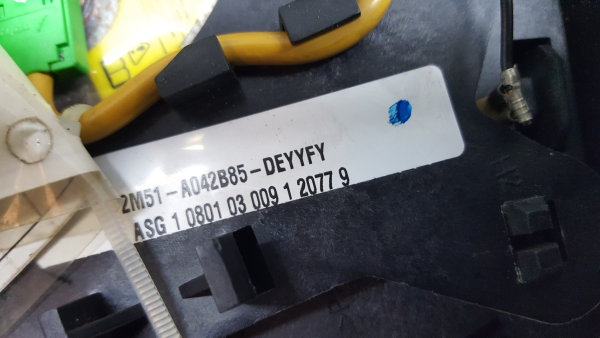 2M51-A042B85-DEYYFY
ASG 1 0801 03 009 1 2077 9